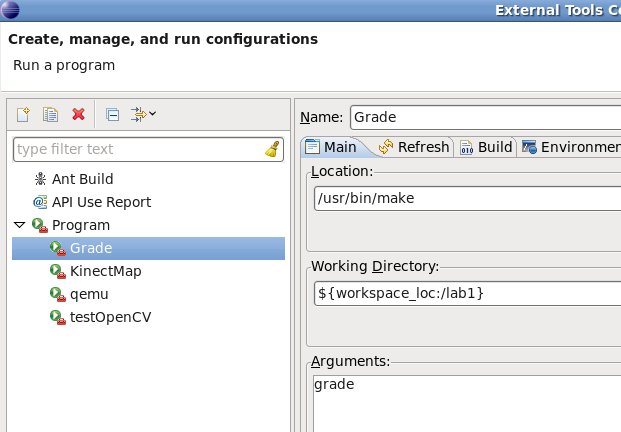 External Tools Co
Create, manage, and run configurations
Run a program
type filter text
Ant Build
API Use Report
Program
Grade
KinectMap
qemu
testOpenCV
Name: Grade
Main Refresh Build Environmen
Location:
/usr/bin/make
Working Directory:
${workspace_loc:/lab1}
Arguments:
grade